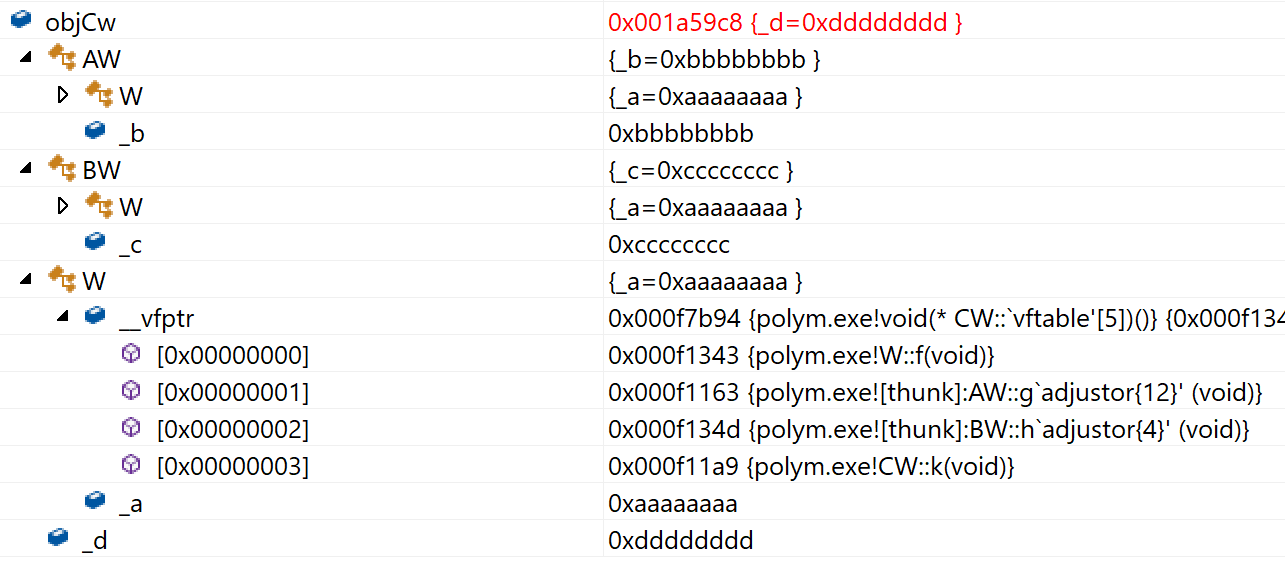 objCw 0x001a59c8 {_d=0xdddddddd }
AW {_b=0xbbbbbbbb }
W {_a=0xaaaaaaaa }
_b 0xbbbbbbbb
BW {_c=0xcccccccc }
W {_a=0xaaaaaaaa }
_c 0xcccccccc
W {_a=0xaaaaaaaa }
__vfptr 0x000f7b94 {polym.exe!void(* CW::`vftable'[5])()} {0x000f134
[0x00000000] 0x000f1343 {polym.exe!W::f(void)}
[0x00000001] 0x000f1163 {polym.exe![thunk]:AW::g`adjustor{12}' (void)}
[0x00000002] 0x000f134d {polym.exe![thunk]:BW::h`adjustor{4}' (void)}
[0x00000003] 0x000f11a9 {polym.exe!CW::k(void)}
_a 0xaaaaaaaa
_d 0xdddddddd